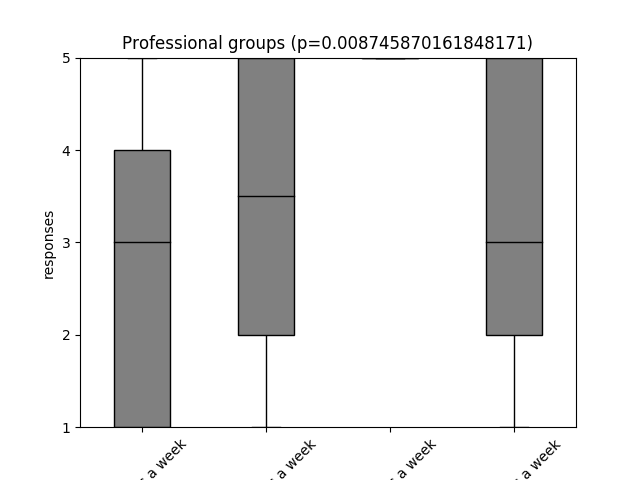 Professional groups (p=0.008745870161848171)
5
4
3
2
1
responses
a week
a week
a week
a week